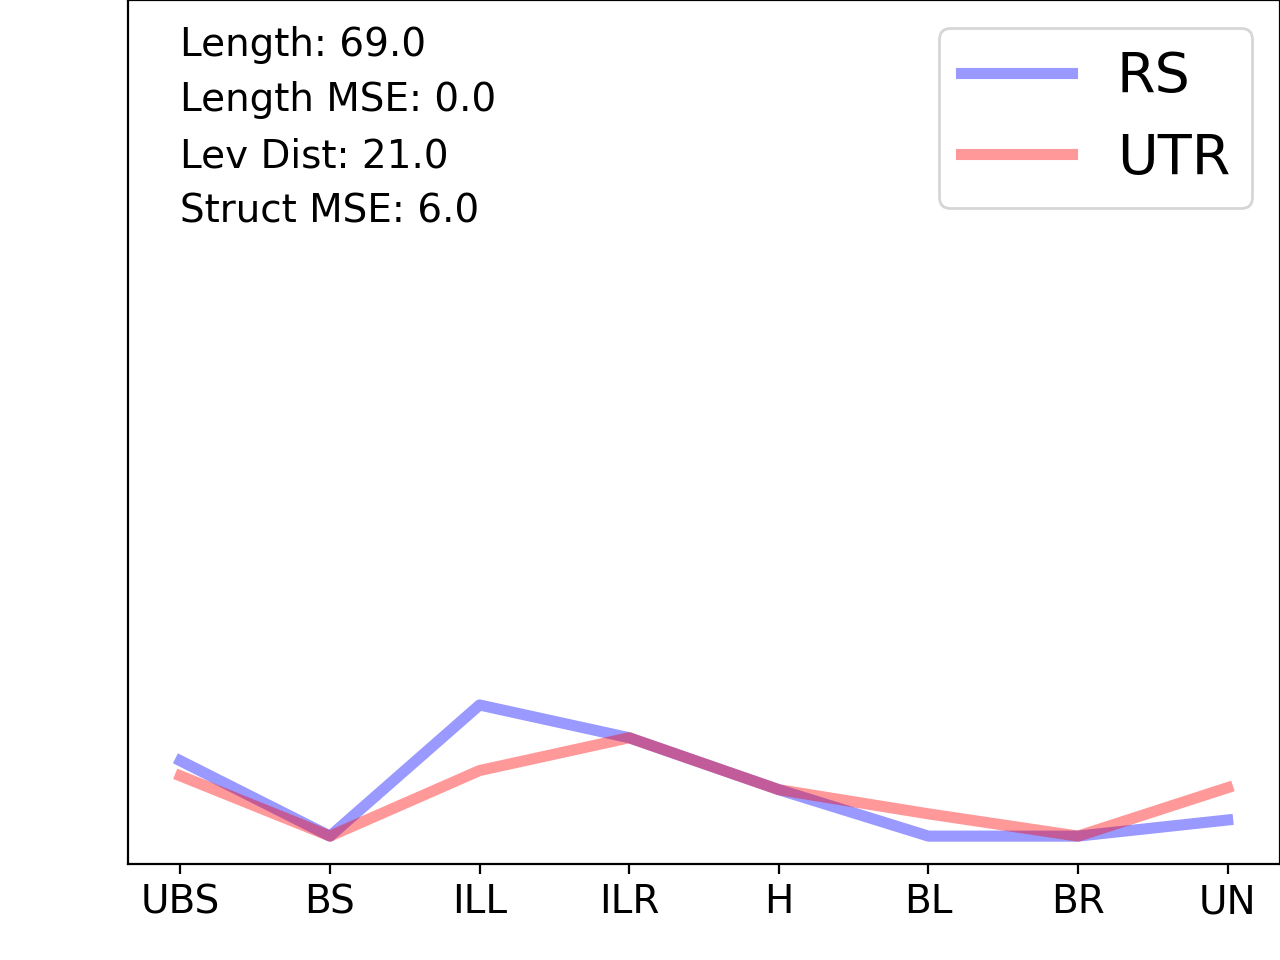 Length: 69.0
Length MSE: 0.0
Lev Dist: 21.0
Struct MSE: 6.0
RS
UTR
UBS BS ILL ILR H BL BR UN